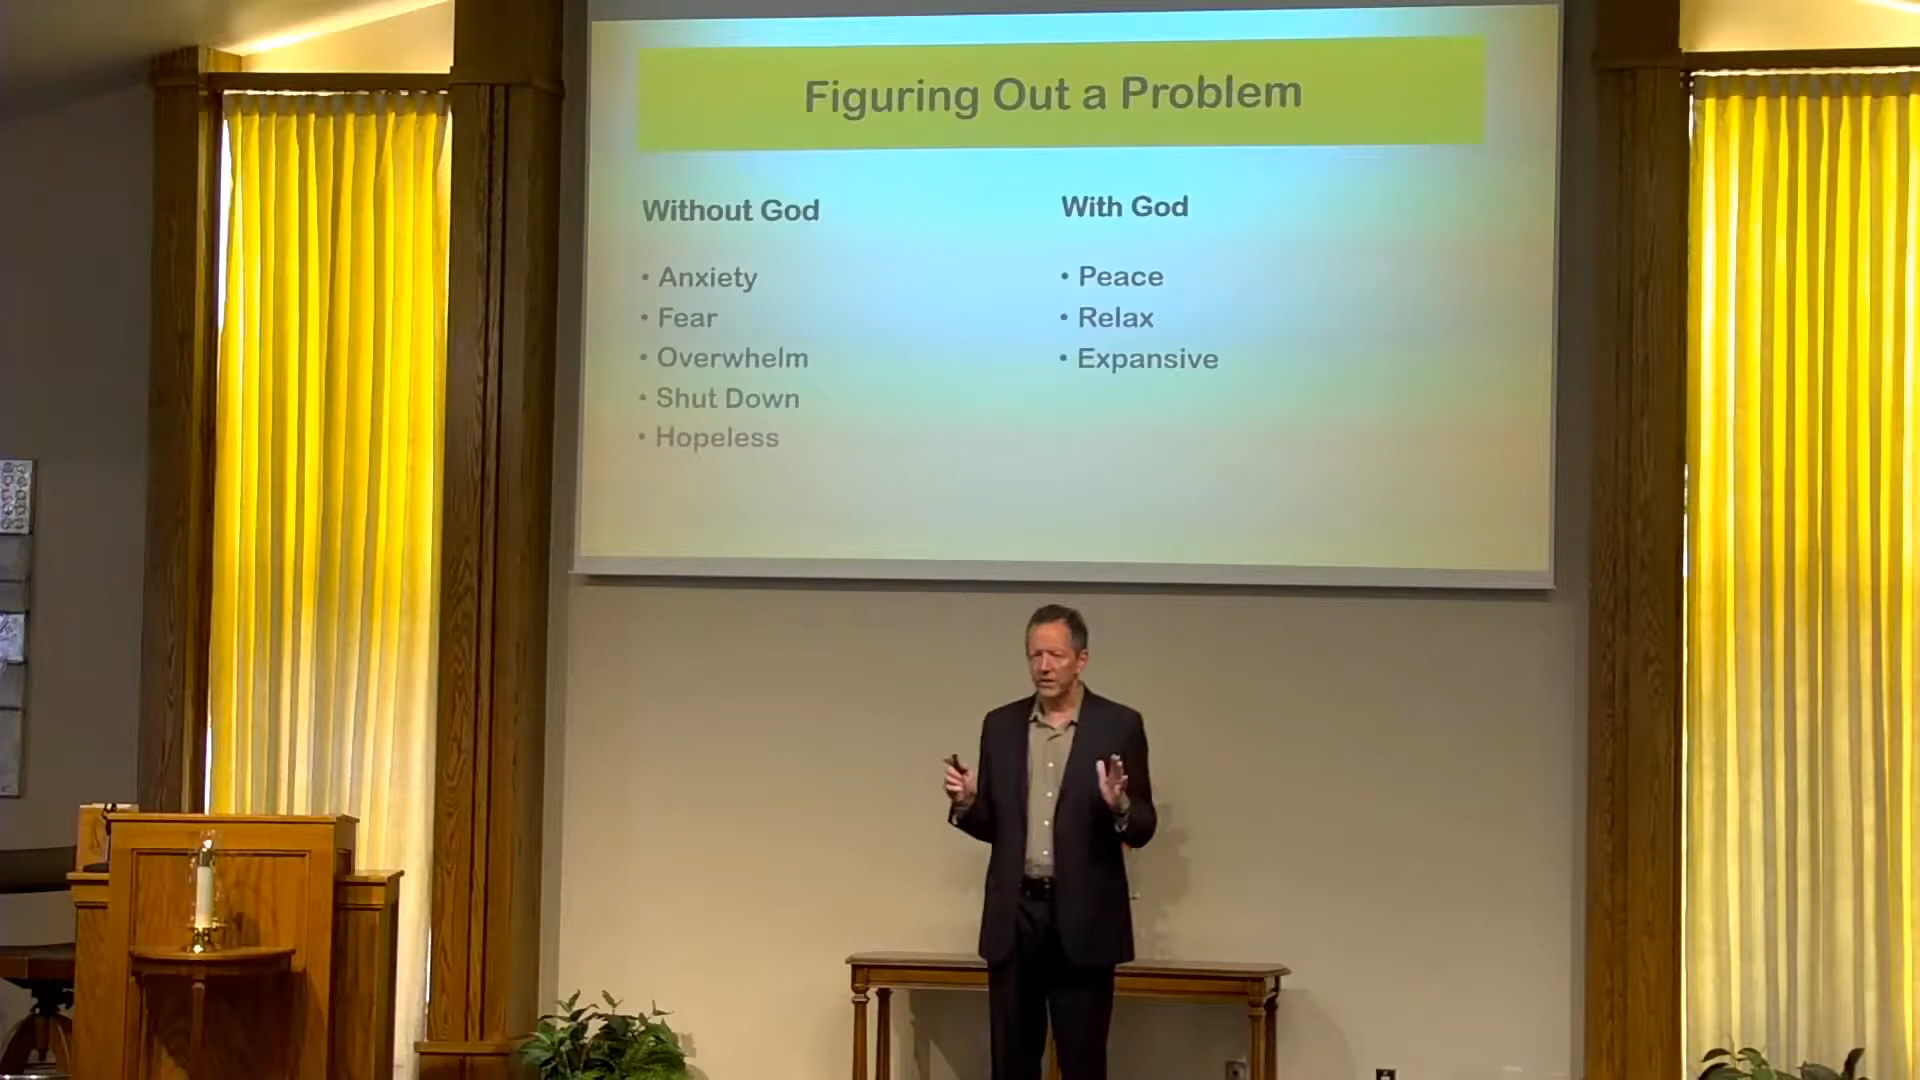 Figuring Out a Problem
Without God
• Anxiety
• Fear
• Overwhelm
• Shut Down
• Hopeless
With God
• Peace
• Relax
• Expansive